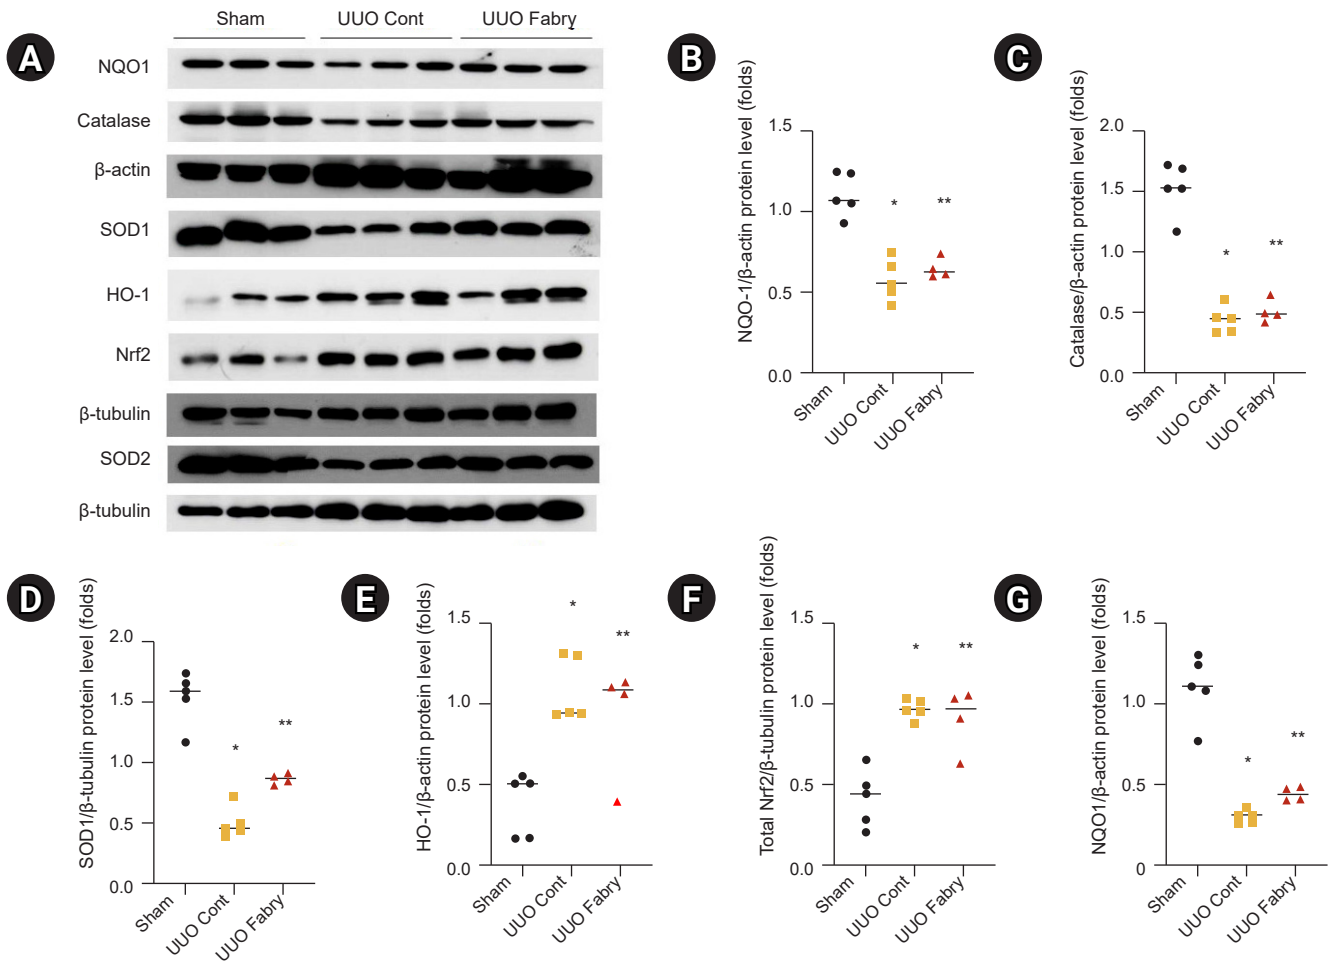 Sham UUO Cont UUO Fabry
A
NQO1
Catalase
β-actin
SOD1
HO-1
Nrf2
β-tubulin
SOD2
β-tubulin
B
NQO-1/β-actin protein level (folds)
1.5
1.0
0.5
0.0
* **
Sham UUO Cont UUO Fabry
C
Catalase/β-actin protein level (folds)
2.0
1.5
1.0
0.5
0.0
* **
Sham UUO Cont UUO Fabry
D
SOD1/β-tubulin protein level (folds)
2.0
1.5
1.0
0.5
0.0
* **
Sham UUO Cont UUO Fabry
E
HO-1/β-actin protein level (folds)
1.5
1.0
0.5
0.0
* **
Sham UUO Cont UUO Fabry
F
Total Nrf2/β-tubulin protein level (folds)
1.5
1.0
0.5
0.0
* **
Sham UUO Cont UUO Fabry
G
NQO1/β-actin protein level (folds)
1.5
1.0
0.5
0
* **
Sham UUO Cont UUO Fabry